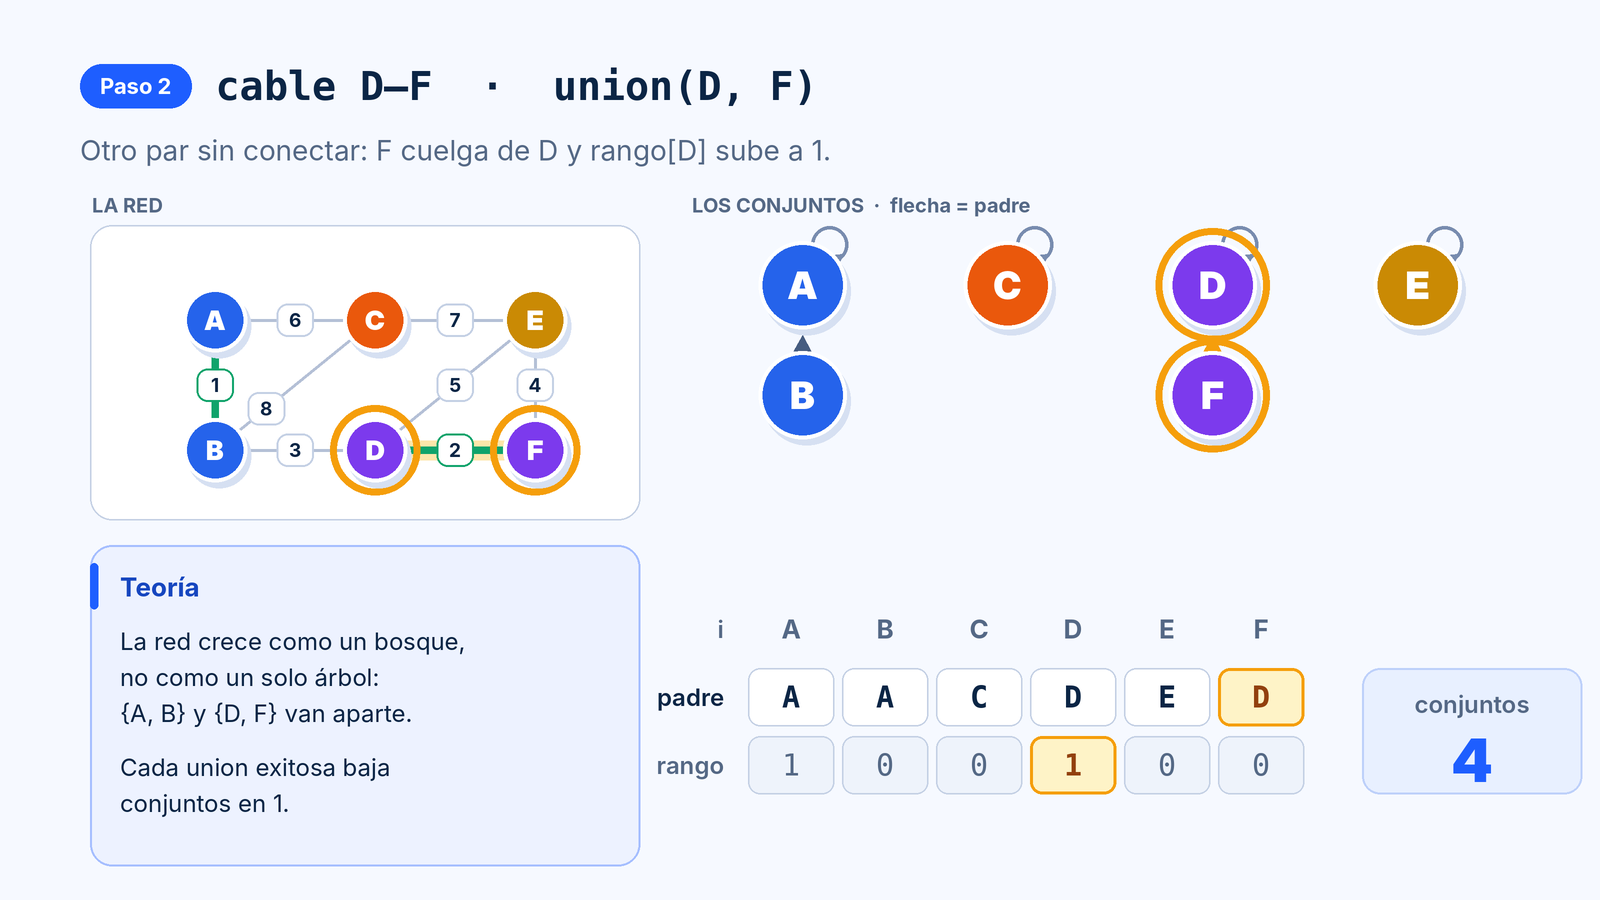 Paso 2
cable D–F · union(D, F)
Otro par sin conectar: F cuelga de D y rango[D] sube a 1.
LA RED
A 6 C 7 E
1 8 5 4
B 3 D 2 F
LOS CONJUNTOS · flecha = padre
A C D E
B F
Teoría
La red crece como un bosque,
no como un solo árbol:
{A, B} y {D, F} van aparte.
Cada union exitosa baja
conjuntos en 1.
i A B C D E F
padre A A C D E D
rango 1 0 0 1 0 0
conjuntos
4